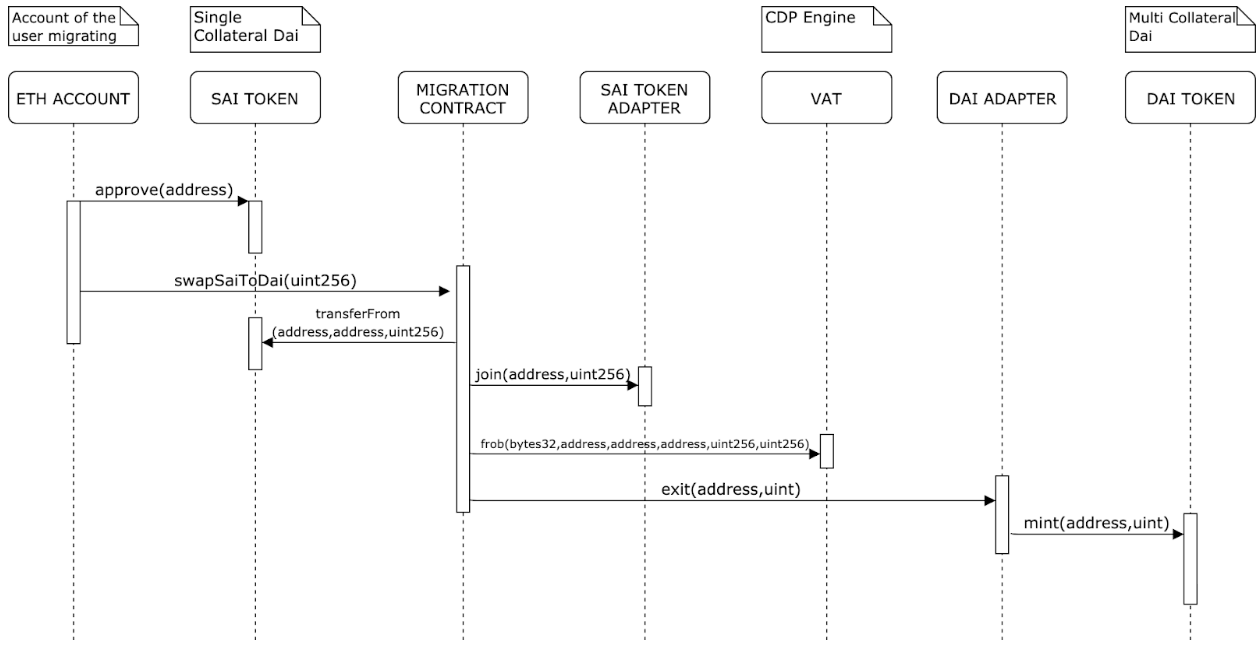 Account of the
user migrating
Single
Collateral Dai
CDP Engine
Multi Collateral
Dai
ETH ACCOUNT
SAI TOKEN
MIGRATION
CONTRACT
SAI TOKEN
ADAPTER
VAT
DAI ADAPTER
DAI TOKEN
approve(address)
swapSaiToDai(uint256)
transferFrom
(address,address,uint256)
join(address,uint256)
frob(bytes32,address,address,address,uint256,uint256)
exit(address,uint)
mint(address,uint)